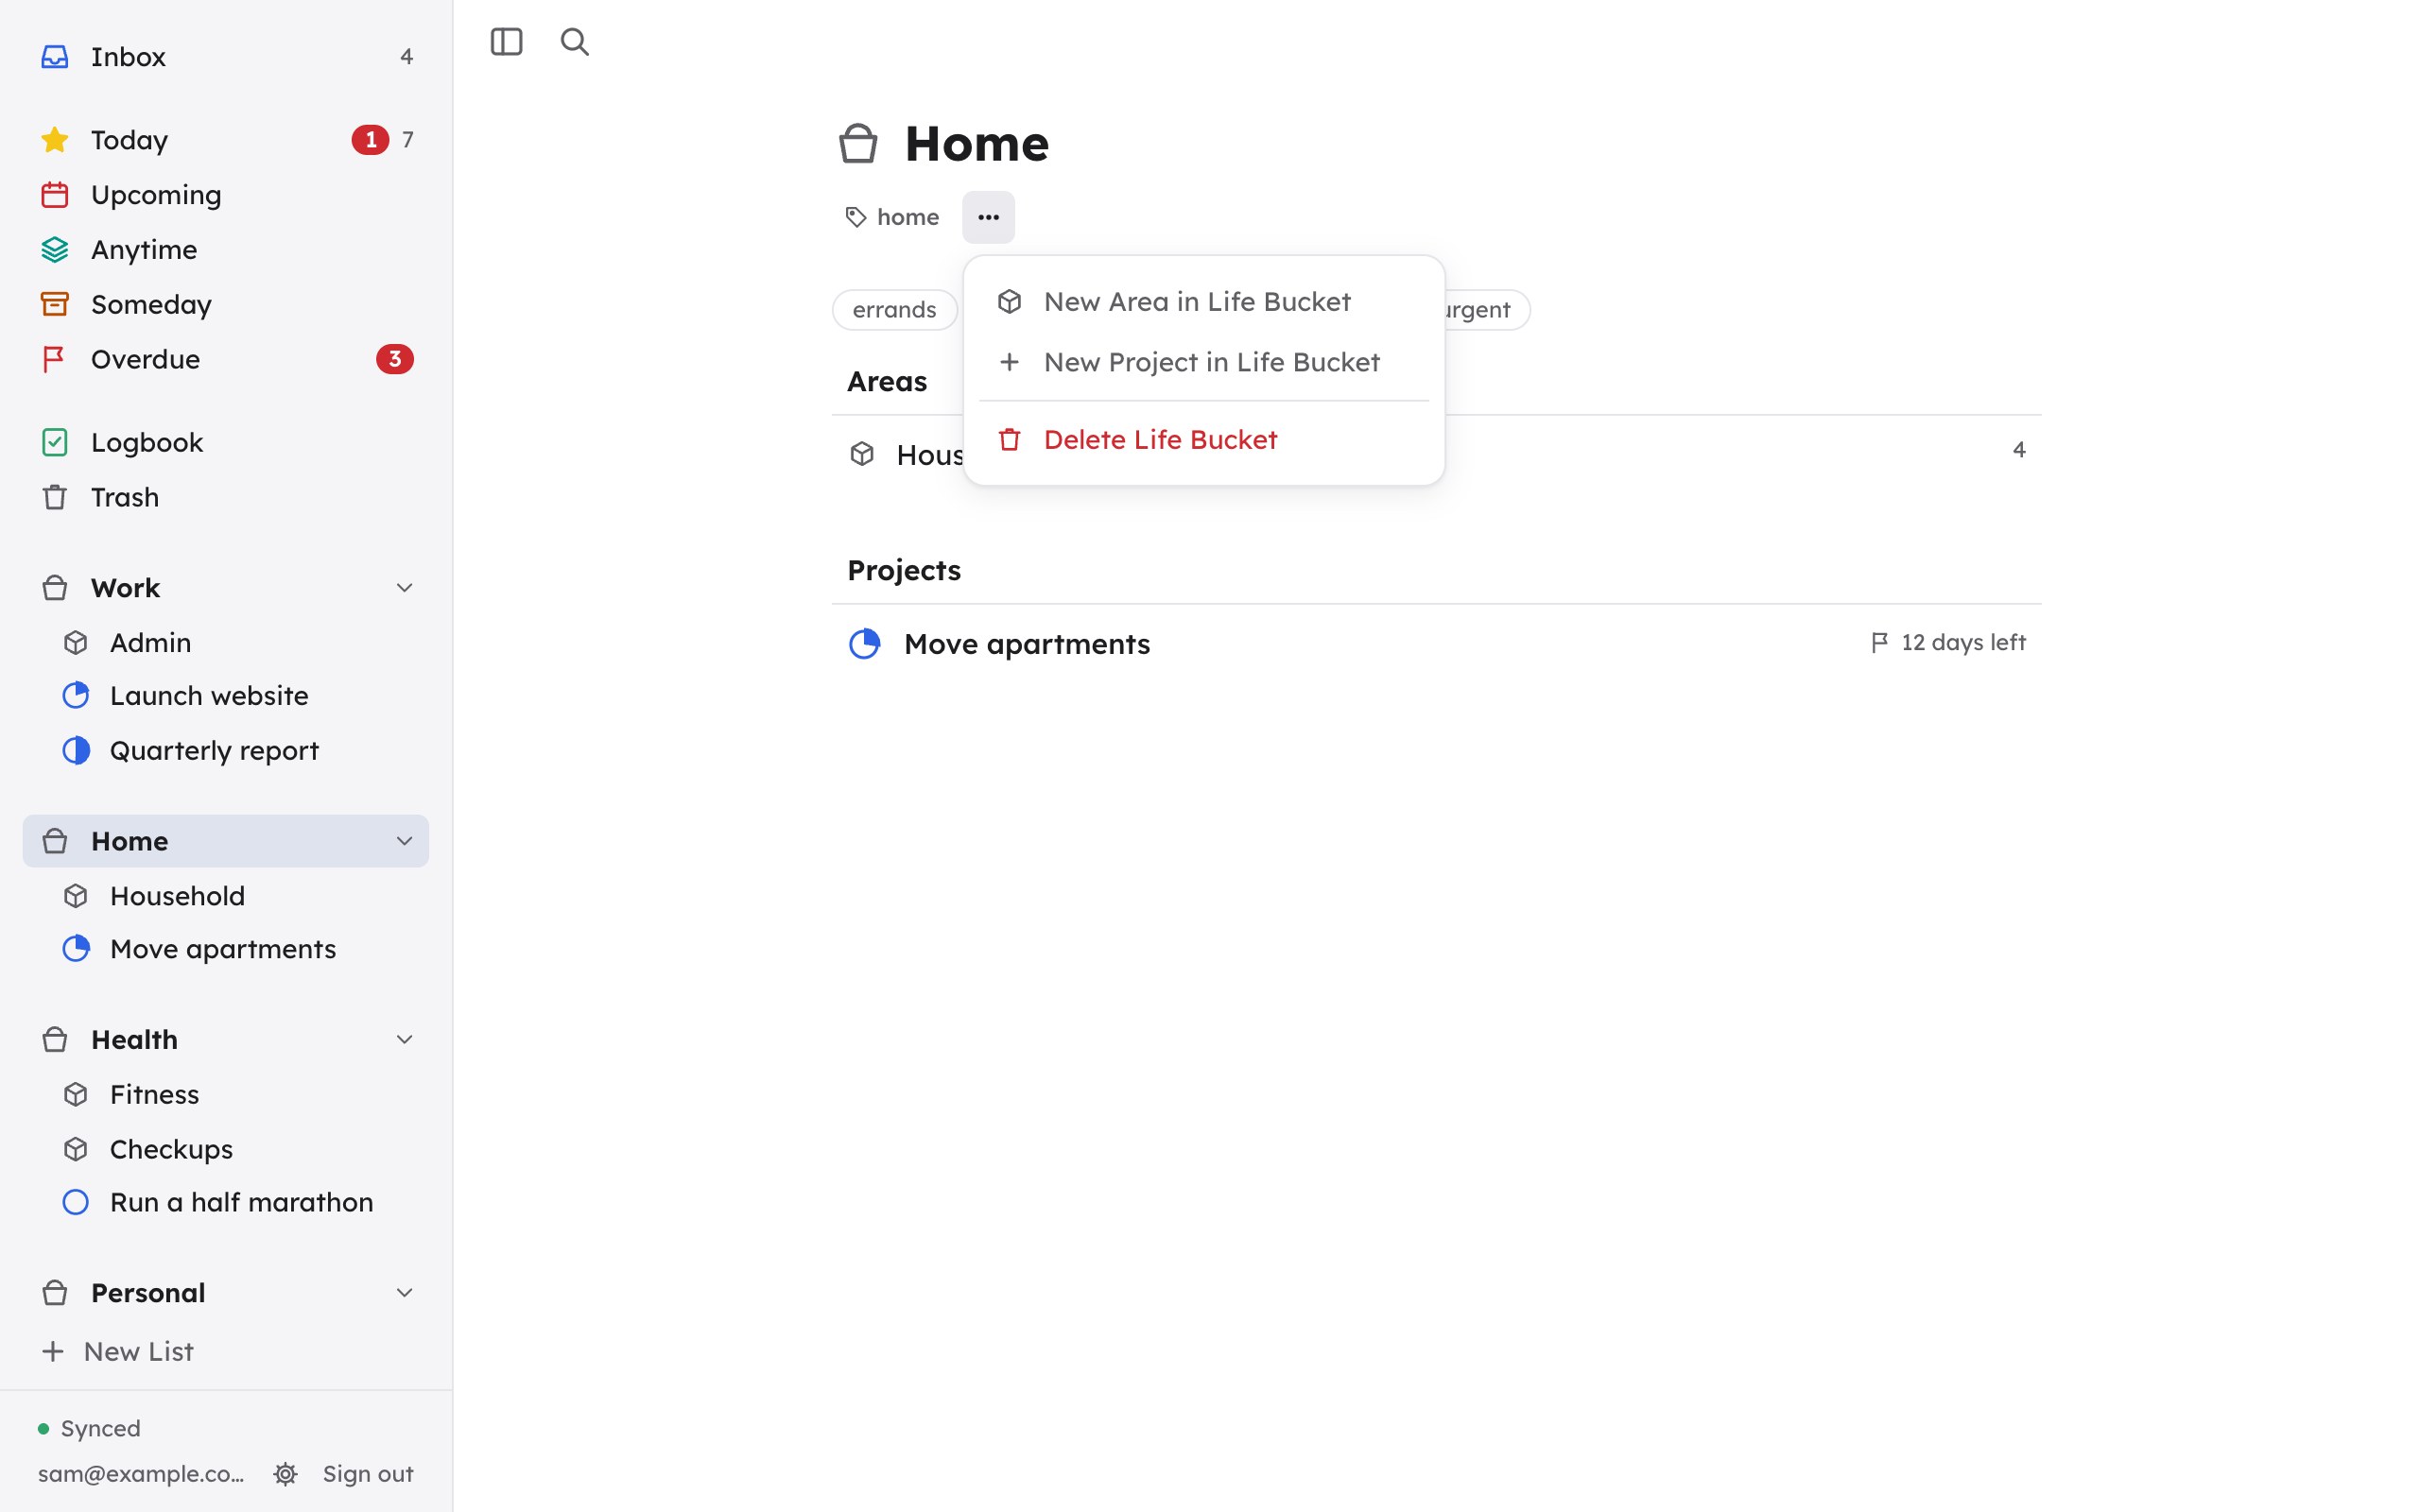 Inbox 4
Today 1 7
Upcoming
Anytime
Someday
Overdue 3
Logbook
Trash
Work
Admin
Launch website
Quarterly report
Home
Household
Move apartments
Health
Fitness
Checkups
Run a half marathon
Personal
New List
Synced
sam@example.co…
Sign out
Home
home
New Area in Life Bucket
New Project in Life Bucket
Delete Life Bucket
errands
urgent
Areas
Hous
4
Projects
Move apartments
12 days left